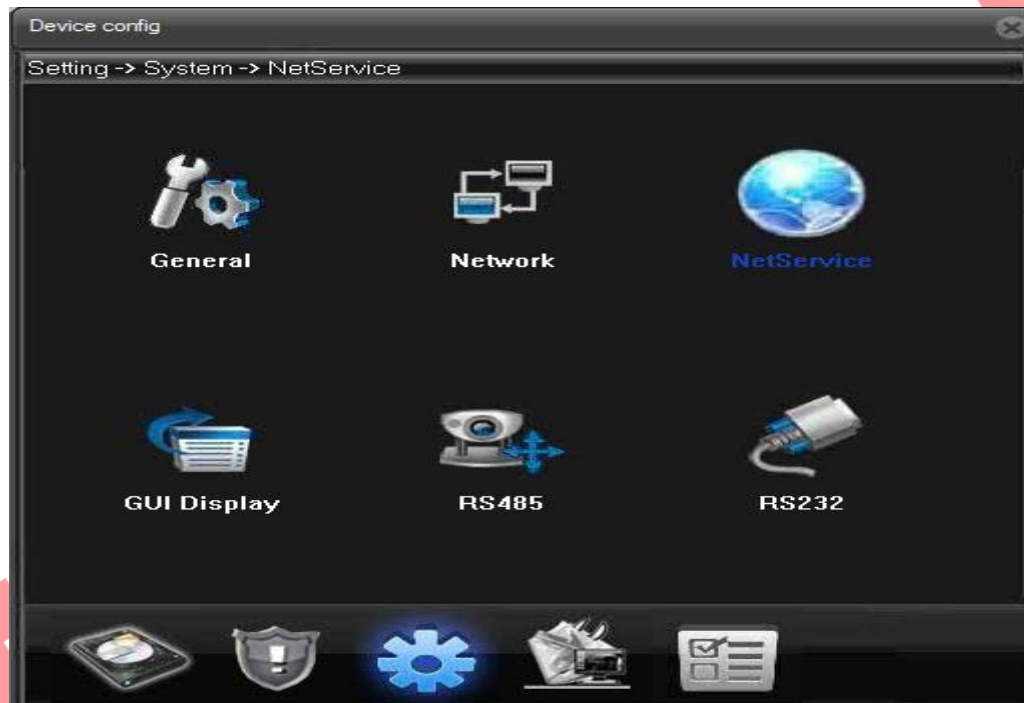 Device config
Setting -> System -> NetService
General
Network
NetService
GUI Display
RS485
RS232